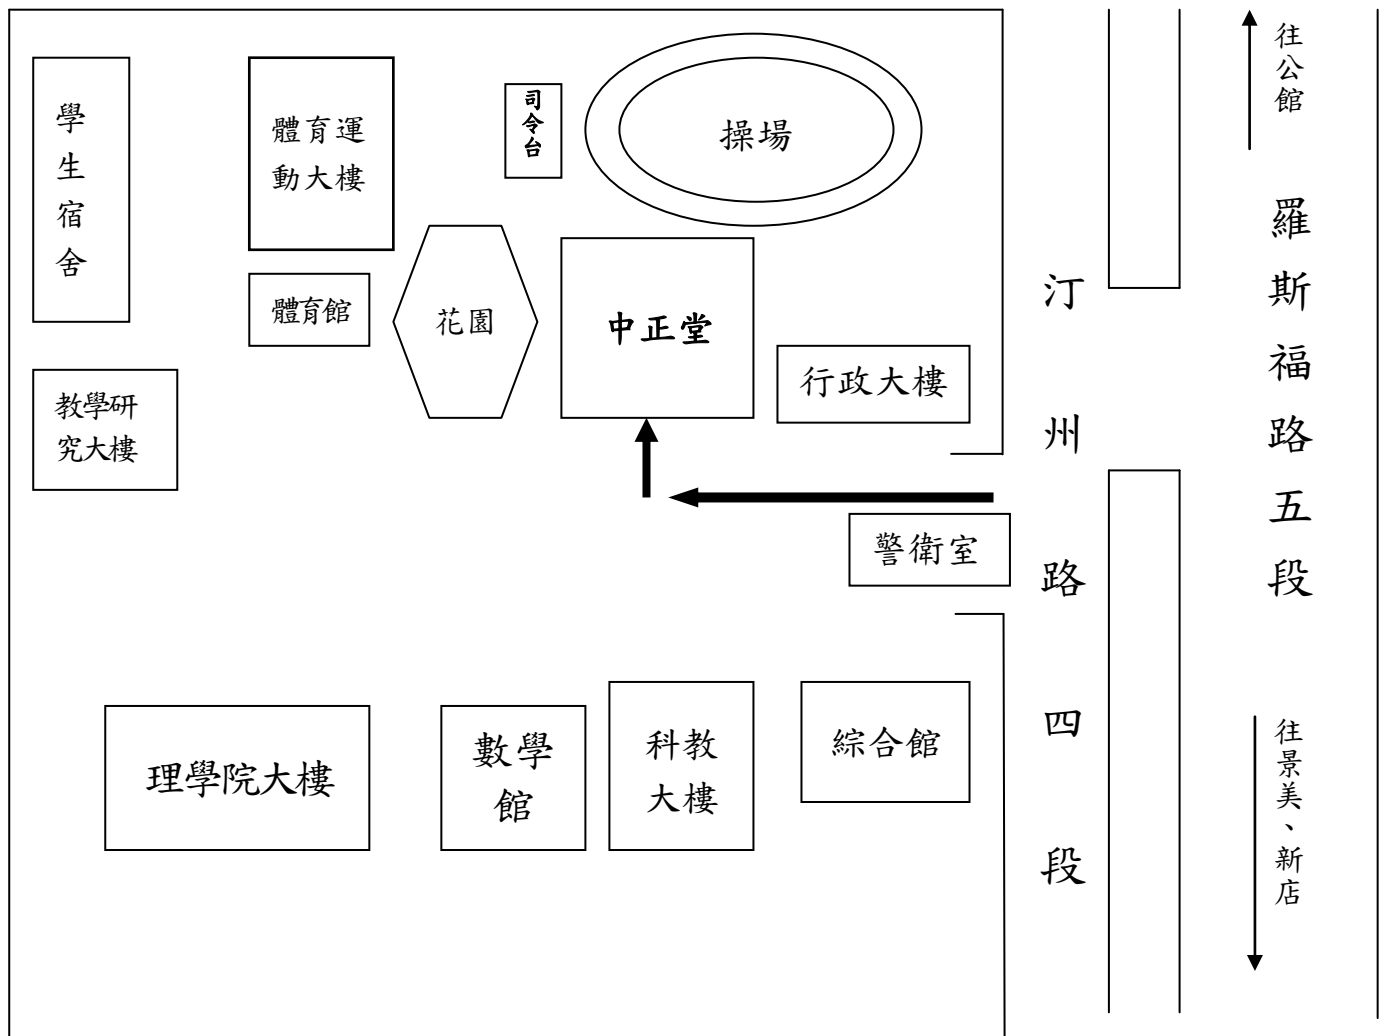 學生宿舍
體育運
動大樓
司令台
操場
往公館
羅斯福路五段
汀州路四段
體育館
花園
中正堂
行政大樓
教學研
究大樓
警衛室
理學院大樓
數學
館
科教
大樓
綜合館
往景美、新店